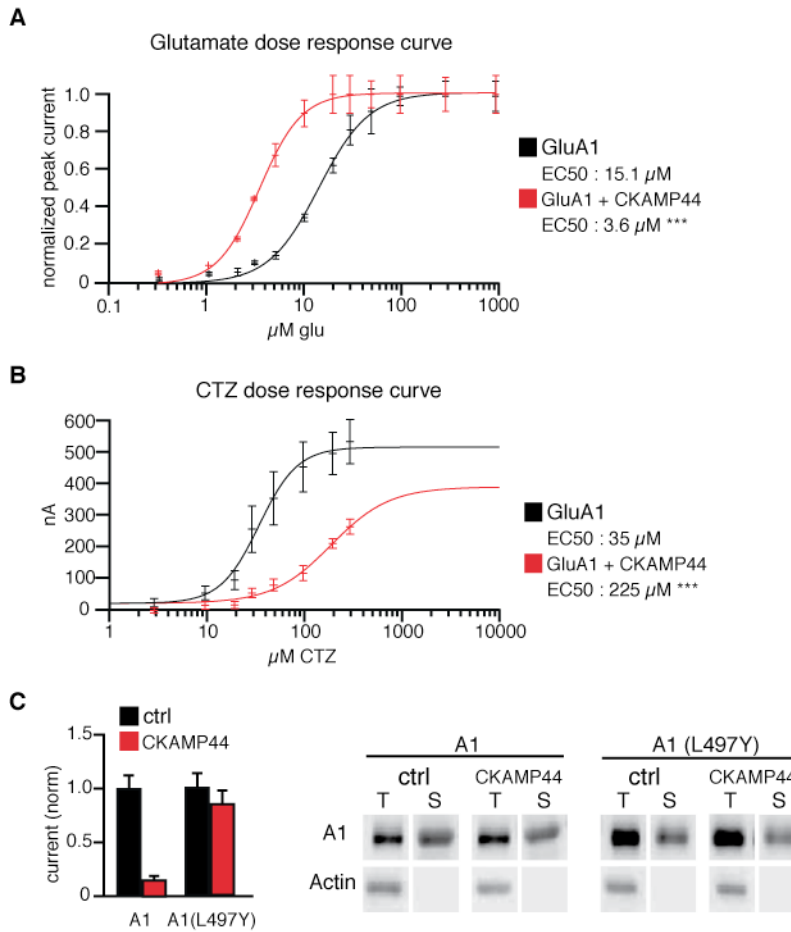 A
Glutamate dose response curve
normalized peak current
1.0
0.8
0.6
0.4
0.2
0
0.1
1
10
100
1000
µM glu
GluA1
EC50 : 15.1 µM
GluA1 + CKAMP44
EC50 : 3.6 µM ***
B
CTZ dose response curve
nA
600
500
400
300
200
100
0
1
10
100
1000
10000
µM CTZ
GluA1
EC50 : 35 µM
GluA1 + CKAMP44
EC50 : 225 µM ***
C
ctrl
CKAMP44
current (norm)
1.5
1.0
0.5
0
A1
A1(L497Y)
A1
A1 (L497Y)
ctrl
CKAMP44
ctrl
CKAMP44
T S T S T S T S
A1
Actin